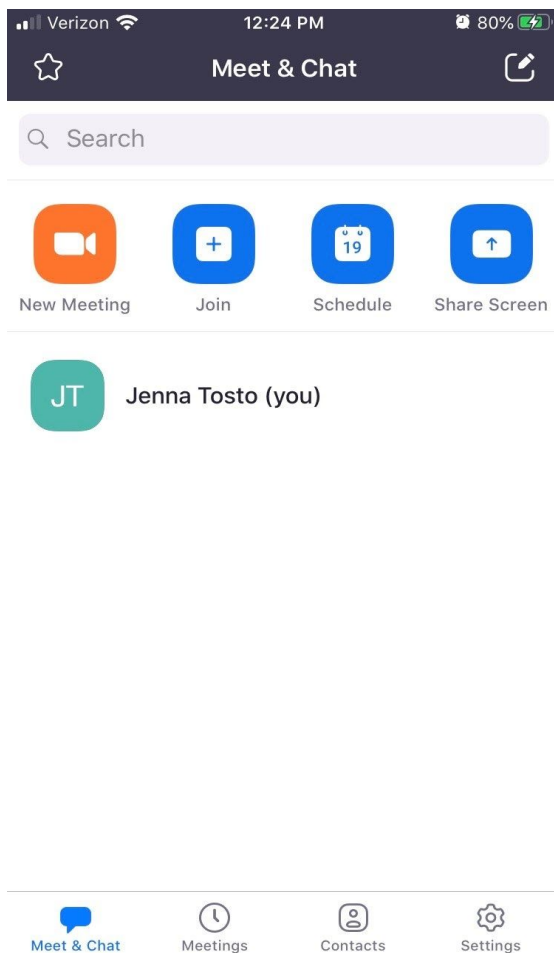 Verizon 12:24 PM 80%
Meet & Chat
Search
19
New Meeting Join Schedule Share Screen
JT Jenna Tosto (you)
Meet & Chat Meetings Contacts Settings